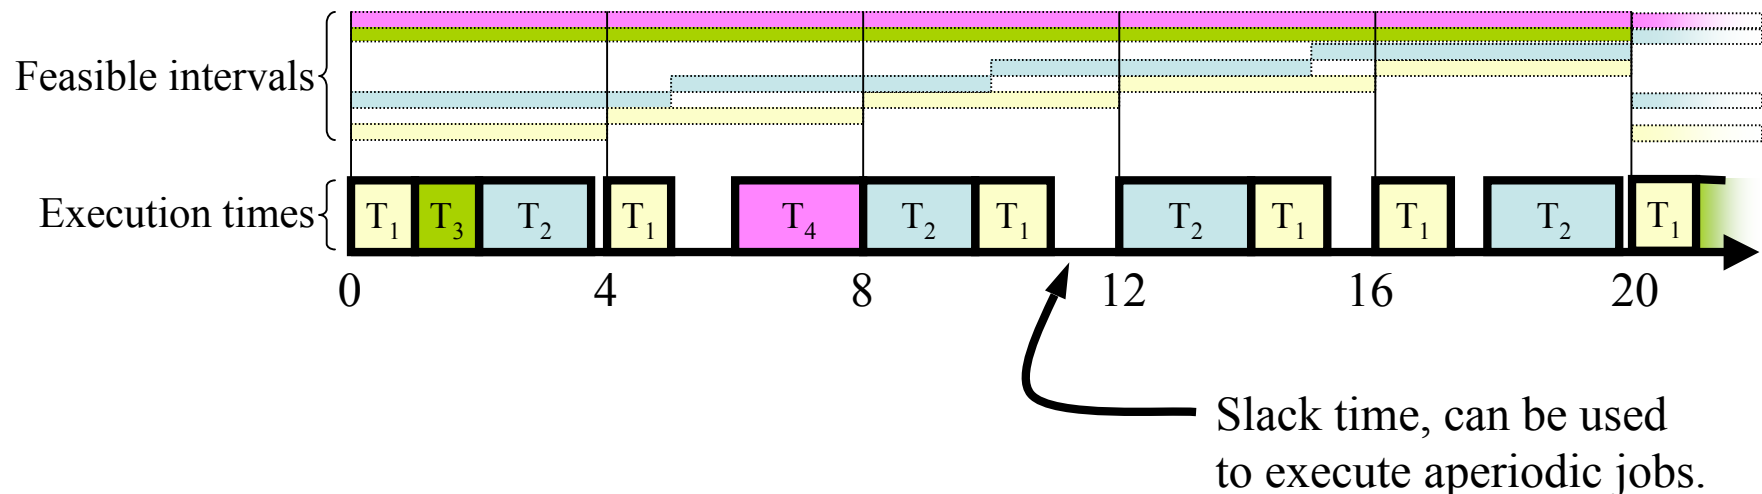 Feasible intervals
Execution times
T₁ T₃ T₂ T₁ T₄ T₂ T₁ T₂ T₁ T₁ T₂ T₁
0 4 8 12 16 20
Slack time, can be used
to execute aperiodic jobs.